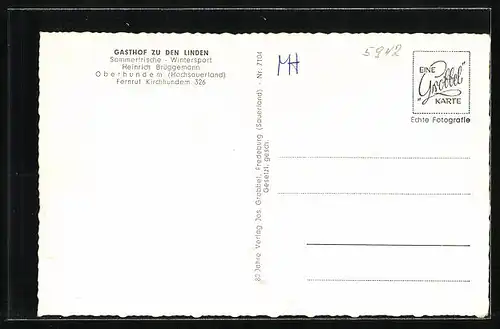 GASTHOF ZU DEN LINDEN
Sommerfrische - Wintersport
Heinrich Brüggemann
Oberhundem (Hochsauerland)
Fernruf Kirchhundem 326
80 Jahre Verlag Jos. Grobbel, Fredeburg (Sauerland) - Nr. 7104
Gesetzl. gesch.
MH
5912
EINE
„Grobbel"
KARTE
Echte Fotografie